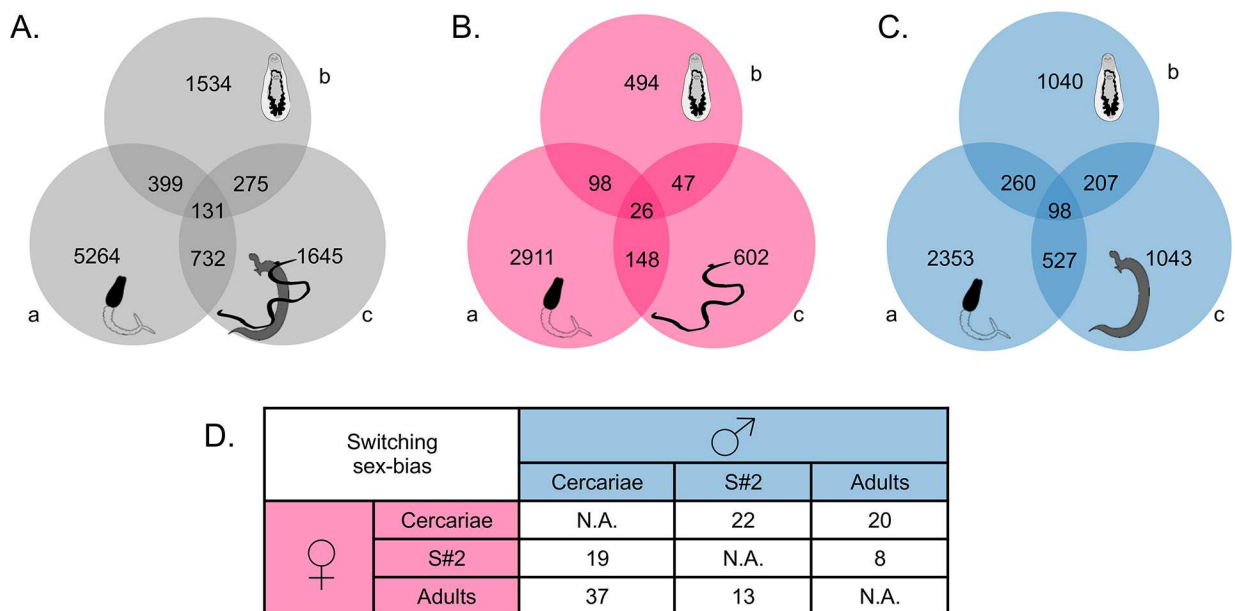 A.
1534
b
399
275
131
5264
732
1645
a
c
B.
494
b
98
47
26
2911
148
602
a
c
C.
1040
b
260
207
98
2353
527
1043
a
c
D.
Switching
sex-bias
♂
Cercariae S#2 Adults
♀
Cercariae N.A. 22 20
S#2 19 N.A. 8
Adults 37 13 N.A.